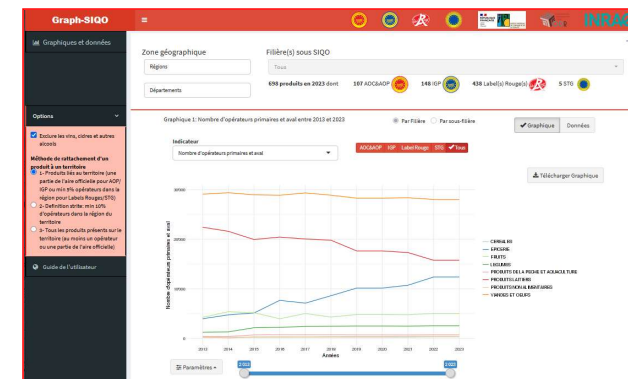 Graph-SIQO
INRAE
Graphiques et données
Zone géographique
Filière(s) sous SIQO
Régions
Tous
Départements
698 produits en 2023 dont 107 AOC&AOP 148 IGP 438 Label(s) Rouge(s) 5 STG
Options
Exclure les vins, cidres et autres
alcools
Méthode de rattachement d'un
produit à un territoire
1- Produits liés au territoire (une
partie de l'aire officielle pour AOP/
IGP ou min 5% opérateurs dans la
région pour Labels Rouges/STG)
2- Definition strite: min 10%
d'opérateurs dans la région du
territoire
3- Tous les produits présents sur le
territoire (au moins un opérateur
ou une partie de l'aire officielle)
Guide de l'utilisateur
Graphique 1: Nombre d'opérateurs primaires et aval entre 2013 et 2023
Par Filière Par sous-filière
Graphique Données
Indicateur
Nombre d'opérateurs primaires et aval
AOC&AOP IGP Label Rouge STG Tous
Télécharger Graphique
30000
20000
10000
0
Nombre d'opérateurs primaires et aval
2013 2014 2015 2016 2017 2018 2019 2020 2021 2022 2023
Années
CEREALES
EPICERIE
FRUITS
LEGUMES
PRODUITS DE LA PECHE ET AQUACULTURE
PRODUITS LAITIERS
PRODUITS NON ALIMENTAIRES
VIANDES ET OEUFS
Paramètres
2 013
2 023